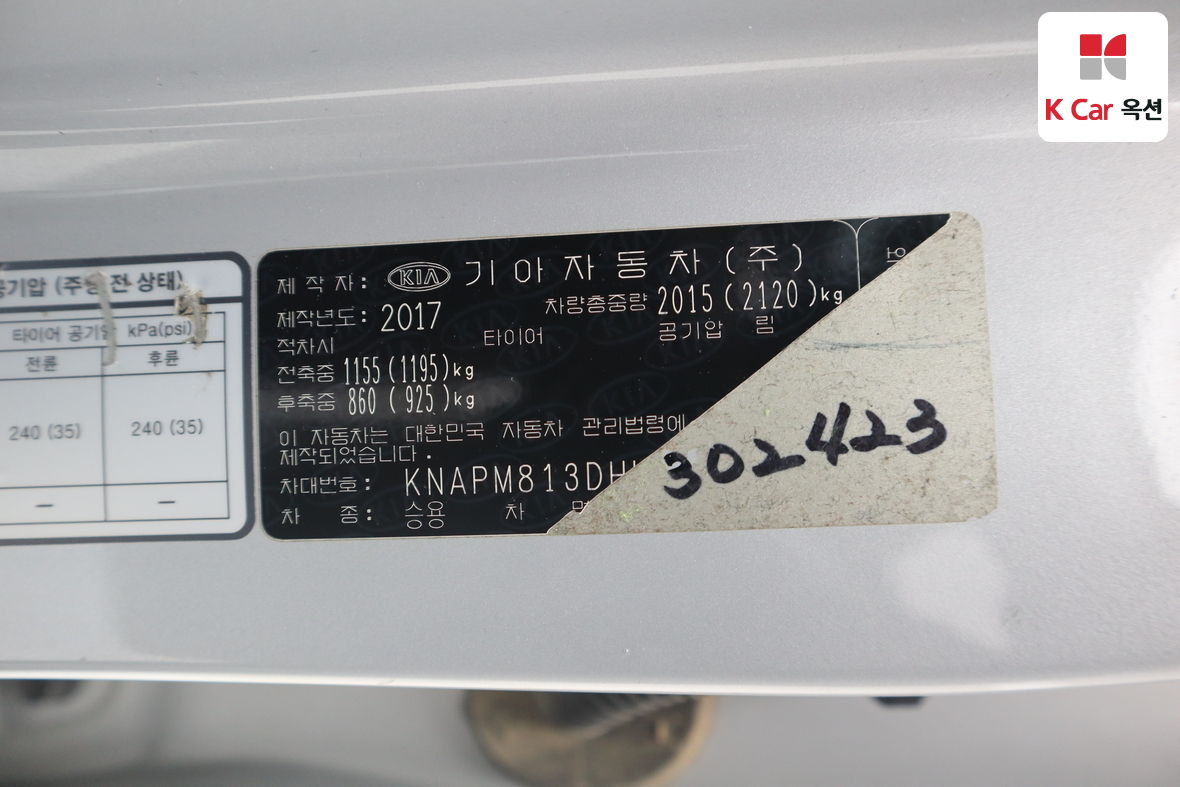 K Car 옥션
공기압 (주행 전 상태)
타이어 공기압 kPa(psi)
전륜 후륜
240 (35) 240 (35)
— —
제 작 자 : KIA 기 아 자 동 차 ( 주 )
제작년도 : 2017 차량총중량 2015 ( 2120 ) kg
적차시 타이어 공기압 림
전축중 1155 ( 1195 ) kg
후축중 860 ( 925 ) kg
이 자동차는 대한민국 자동차 관리법령에
제작되었습니다 .
차대번호 : KNAPM813DH
차 종 : 승용 차 명
302423